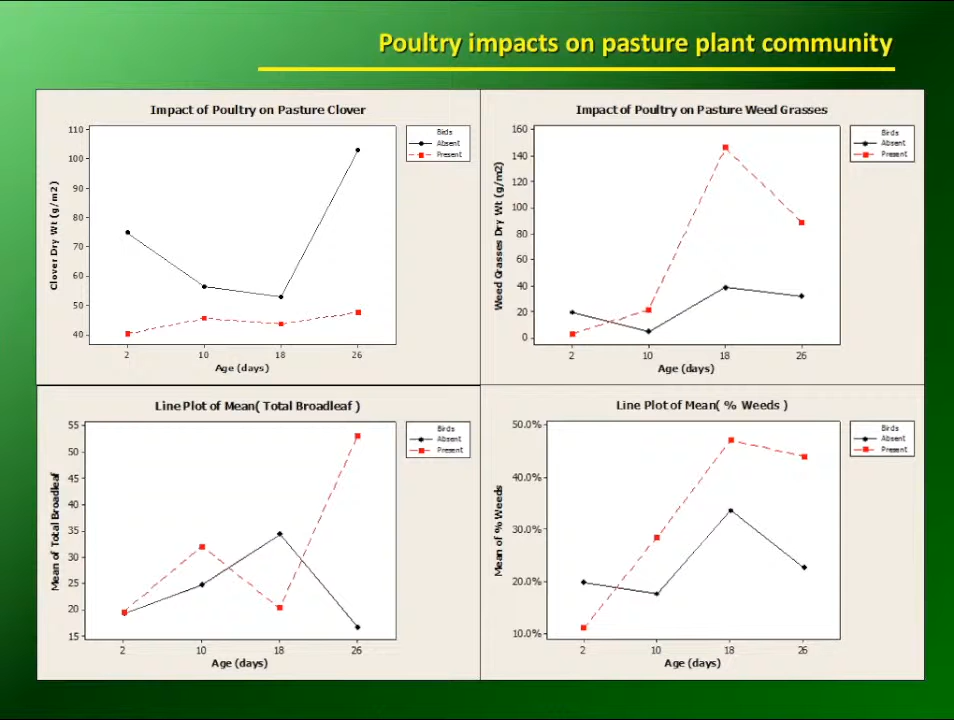 Poultry impacts on pasture plant community
Impact of Poultry on Pasture Clover
110
100
90
80
70
60
50
40
Clover Dry Wt (g/m2)
2 10 18 26
Age (days)
Birds
Absent
Present
Impact of Poultry on Pasture Weed Grasses
160
140
120
100
80
60
40
20
0
Weed Grasses Dry Wt (g/m2)
2 10 18 26
Age (days)
Birds
Absent
Present
Line Plot of Mean( Total Broadleaf )
55
50
45
40
35
30
25
20
15
Mean of Total Broadleaf
2 10 18 26
Age (days)
Birds
Absent
Present
Line Plot of Mean( % Weeds )
50.0%
40.0%
30.0%
20.0%
10.0%
Mean of % Weeds
2 10 18 26
Age (days)
Birds
Absent
Present